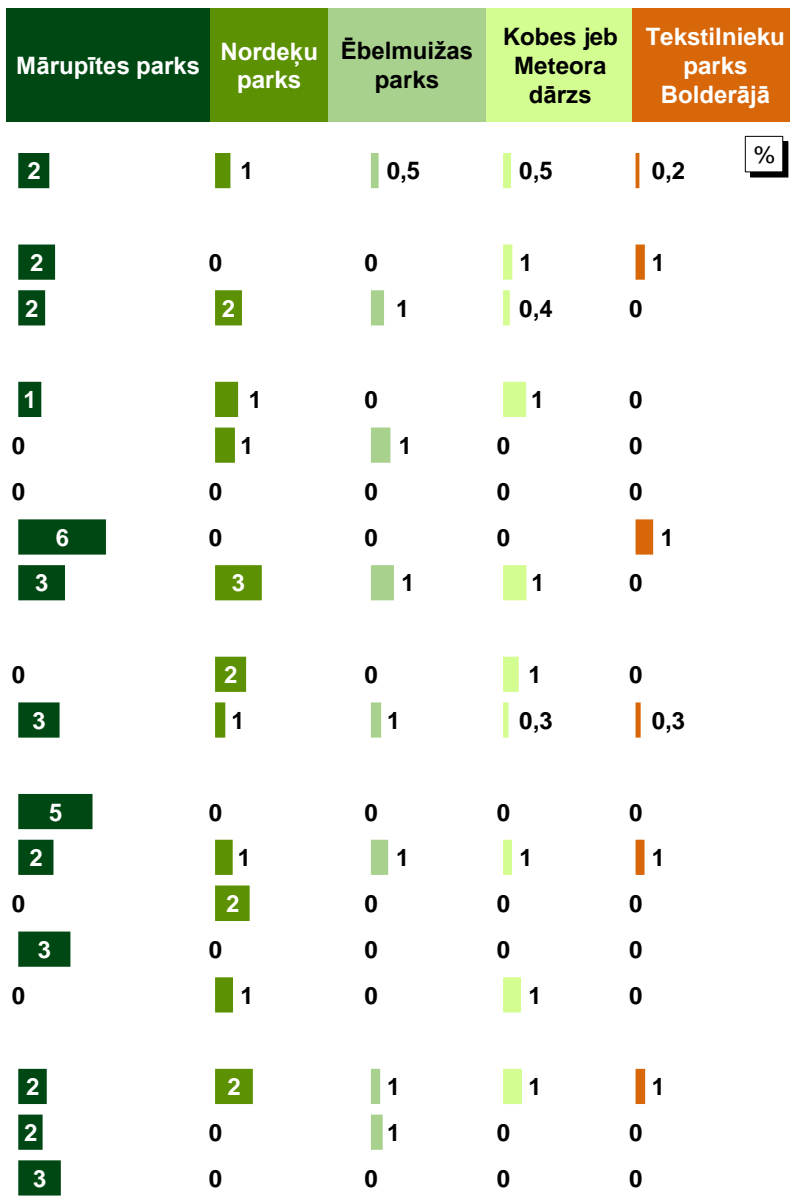 Mārupītes parks
Nordeķu
parks
Ēbelmuižas
parks
Kobes jeb
Meteora
dārzs
Tekstilnieku
parks
Bolderājā
%
2 1 0,5 0,5 0,2
2 0 0 1 1
2 2 1 0,4 0
1 1 0 1 0
0 1 1 0 0
0 0 0 0 0
6 0 0 0 1
3 3 1 1 0
0 2 0 1 0
3 1 1 0,3 0,3
5 0 0 0 0
2 1 1 1 1
0 2 0 0 0
3 0 0 0 0
0 1 0 1 0
2 2 1 1 1
2 0 1 0 0
3 0 0 0 0